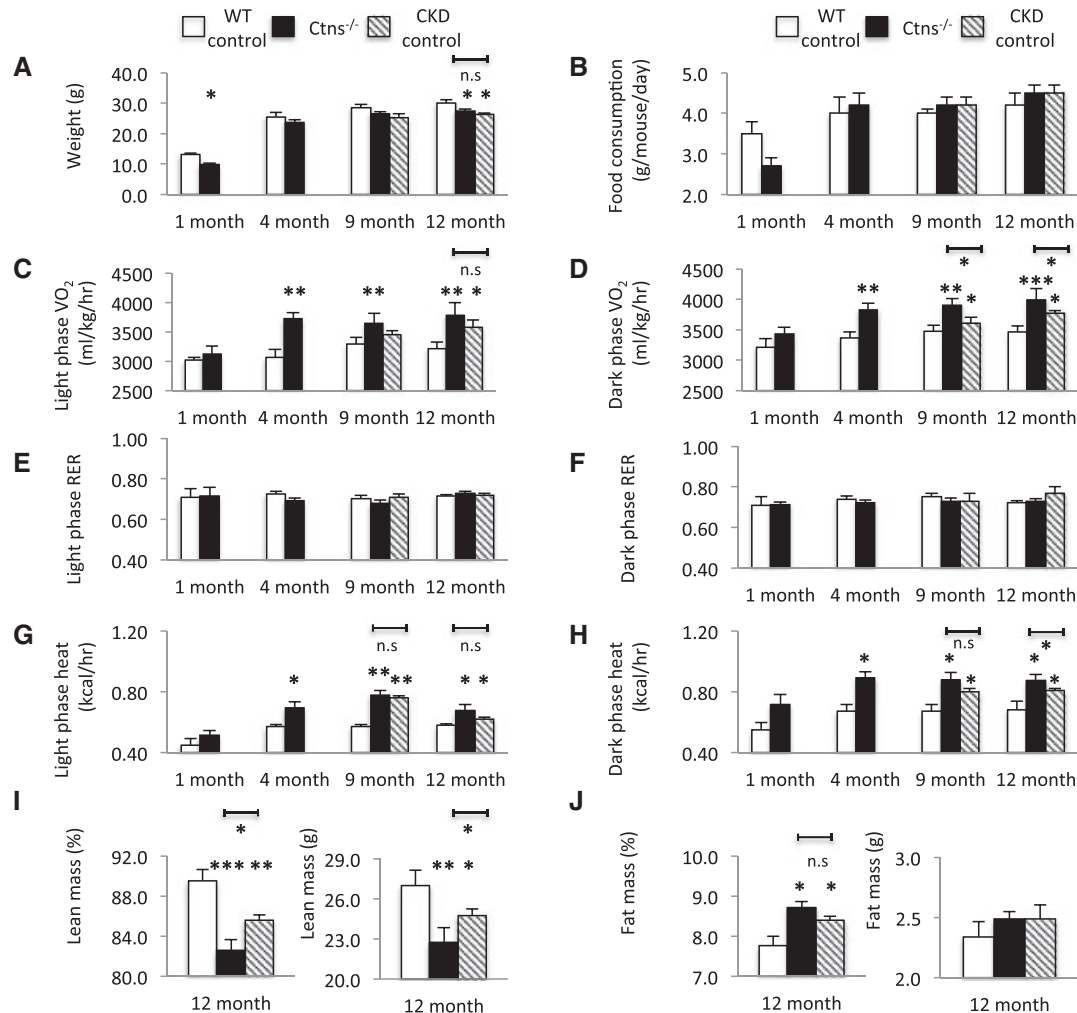 WT control Ctns-/- CKD control
WT control Ctns-/- CKD control
A
Weight (g)
40.0
30.0
20.0
10.0
0.0
*
n.s
* *
1 month 4 month 9 month 12 month
B
Food consumption
(g/mouse/day)
5.0
4.0
3.0
2.0
1 month 4 month 9 month 12 month
C
Light phase VO2
(ml/kg/hr)
4500
4000
3500
3000
2500
** ** n.s
** *
1 month 4 month 9 month 12 month
D
Dark phase VO2
(ml/kg/hr)
4500
4000
3500
3000
2500
* *
** ** * *** *
1 month 4 month 9 month 12 month
E
Light phase RER
1.00
0.80
0.60
0.40
1 month 4 month 9 month 12 month
F
Dark phase RER
1.00
0.80
0.60
0.40
1 month 4 month 9 month 12 month
G
Light phase heat
(kcal/hr)
1.20
0.80
0.40
n.s n.s
* ** ** * *
1 month 4 month 9 month 12 month
H
Dark phase heat
(kcal/hr)
1.20
0.80
0.40
n.s *
* * * * *
1 month 4 month 9 month 12 month
I
Lean mass (%)
92.0
88.0
84.0
80.0
*
*** **
12 month
Lean mass (g)
29.0
26.0
23.0
20.0
*
** *
12 month
J
Fat mass (%)
10.0
9.0
8.0
7.0
n.s
* *
12 month
Fat mass (g)
3.0
2.5
2.0
12 month